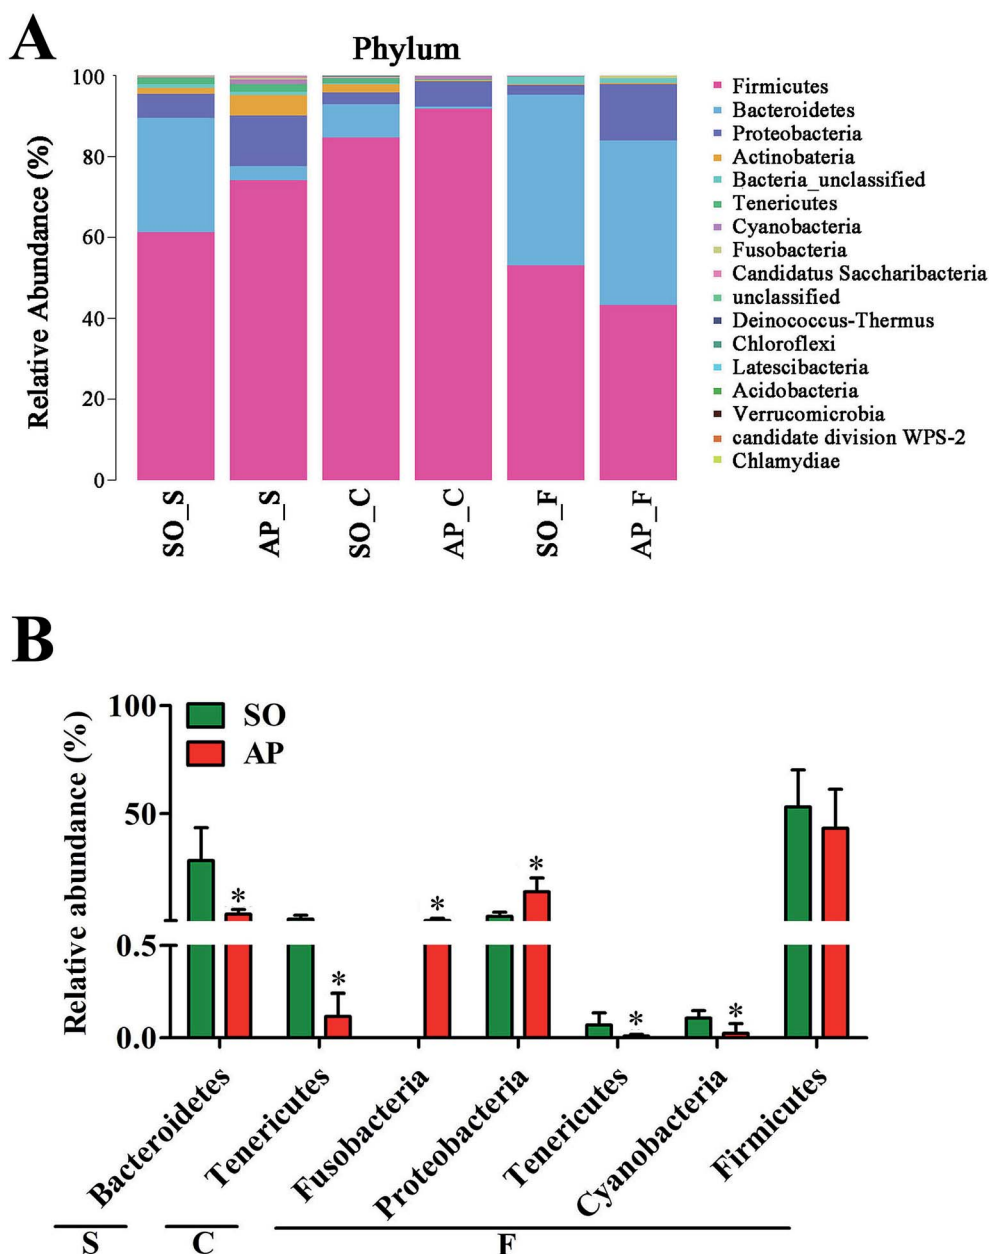 A
Phylum
Relative Abundance (%)
100
80
60
40
20
0
SO_S
AP_S
SO_C
AP_C
SO_F
AP_F
Firmicutes
Bacteroidetes
Proteobacteria
Actinobateria
Bacteria_unclassified
Tenericutes
Cyanobacteria
Fusobacteria
Candidatus Saccharibacteria
unclassified
Deinococcus-Thermus
Chloroflexi
Latescibacteria
Acidobacteria
Verrucomicrobia
candidate division WPS-2
Chlamydiae
B
Relative abundance (%)
100
50
0.5
0.0
SO
AP
*
*
*
*
*
*
Bacteroidetes
Tenericutes
Fusobacteria
Proteobacteria
Tenericutes
Cyanobacteria
Firmicutes
S
C
F